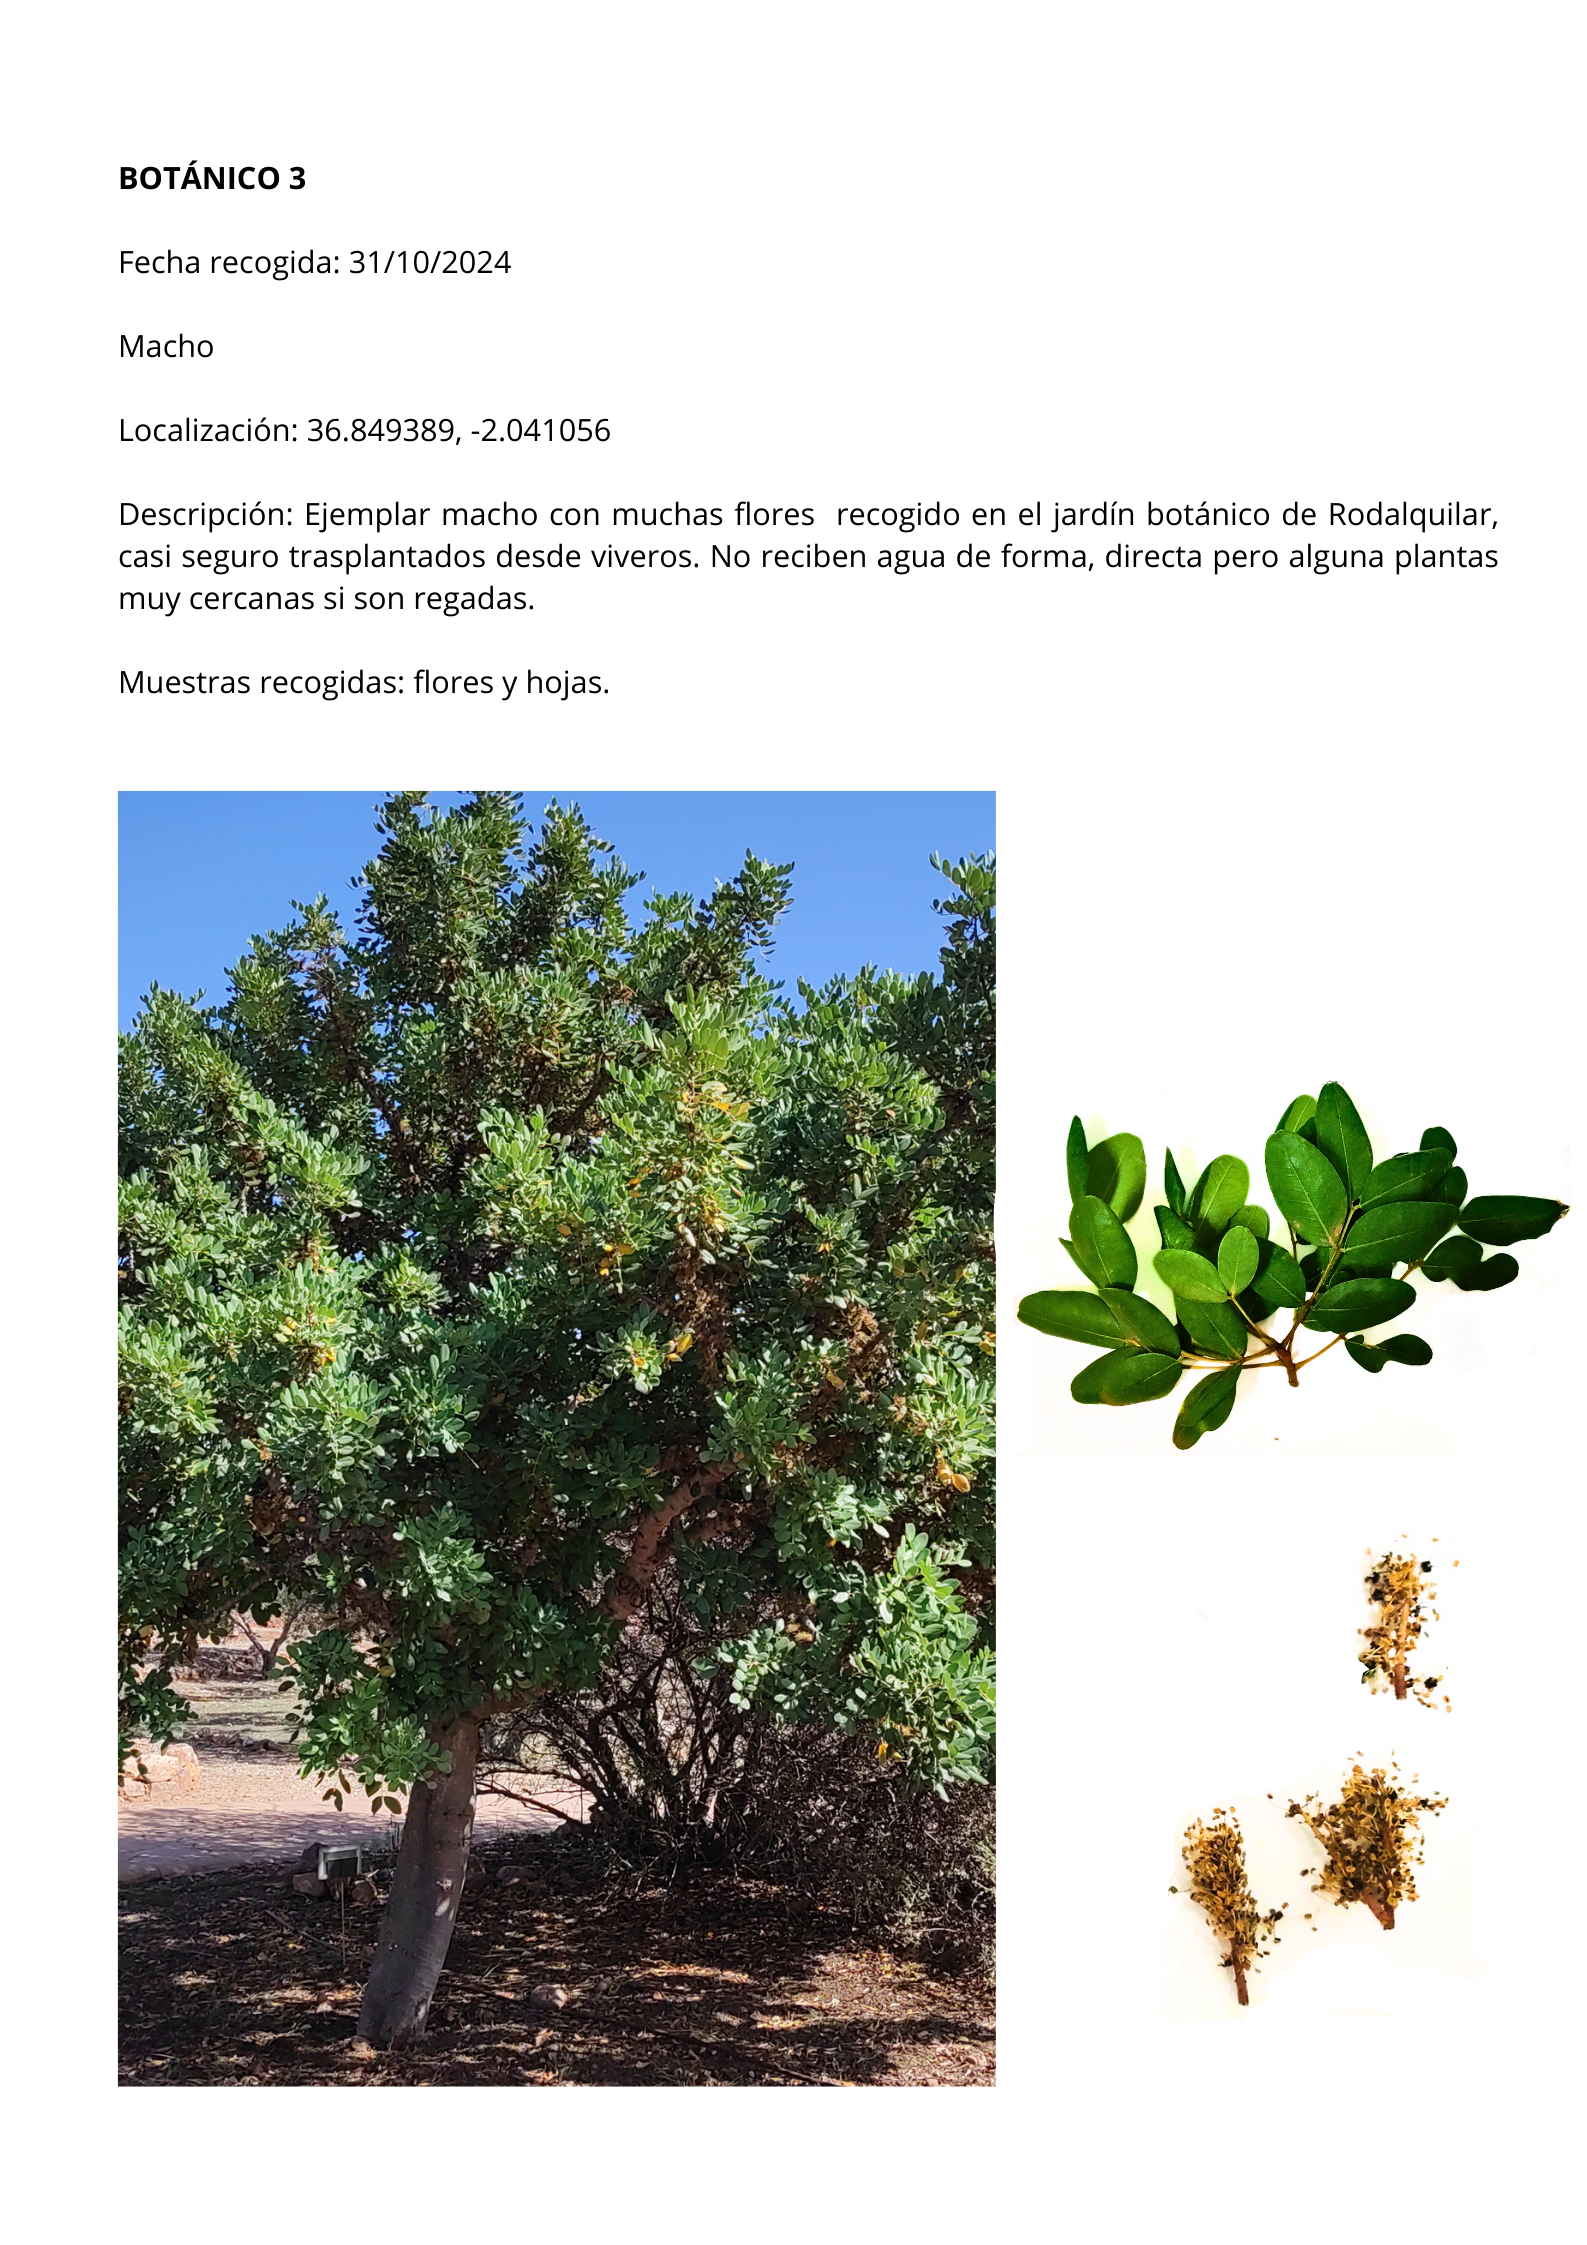 BOTÁNICO 3
Fecha recogida: 31/10/2024
Macho
Localización: 36.849389, -2.041056
Descripción: Ejemplar macho con muchas flores  recogido en el jardín botánico de Rodalquilar,
casi seguro trasplantados desde viveros. No reciben agua de forma, directa pero alguna plantas
muy cercanas si son regadas.
Muestras recogidas: flores y hojas.